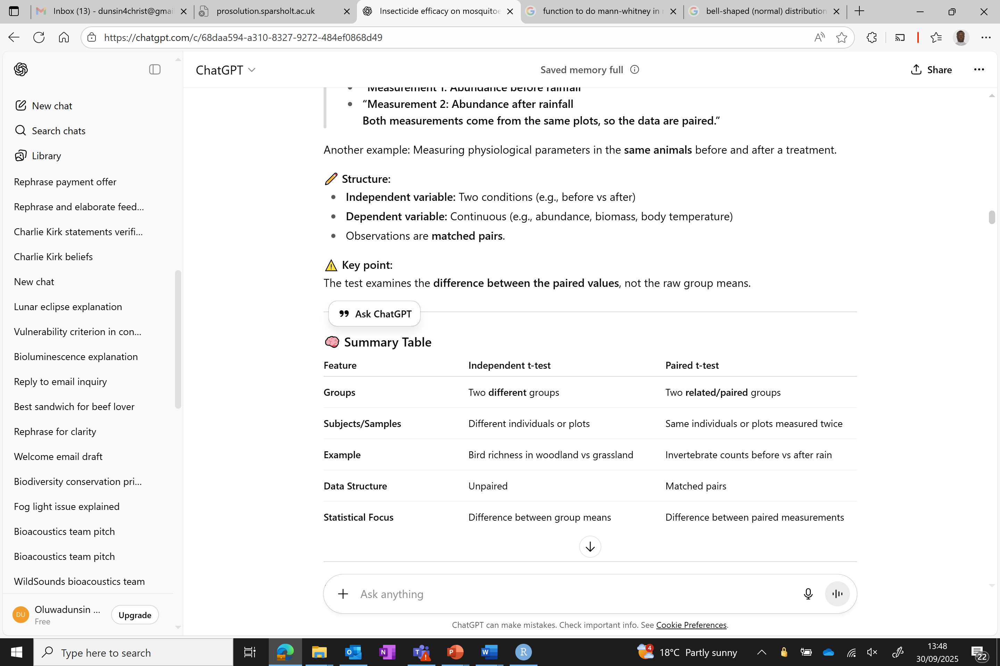 Inbox (13) - dunsin4christ@gmai
prosolution.sparsholt.ac.uk
Insecticide efficacy on mosquitoe
function to do mann-whitney in r
bell-shaped (normal) distribution
https://chatgpt.com/c/68daa594-a310-8327-9272-484ef0868d49
ChatGPT
Saved memory full
Share
New chat
Search chats
Library
Rephrase payment offer
Rephrase and elaborate feed...
Charlie Kirk statements verifi...
Charlie Kirk beliefs
New chat
Lunar eclipse explanation
Vulnerability criterion in con...
Bioluminescence explanation
Reply to email inquiry
Best sandwich for beef lover
Rephrase for clarity
Welcome email draft
Biodiversity conservation pri...
Fog light issue explained
Bioacoustics team pitch
Bioacoustics team pitch
WildSounds bioacoustics team
DU
Oluwadunsin ...
Free
Upgrade
• "Measurement 1: Abundance before rainfall
• “Measurement 2: Abundance after rainfall
Both measurements come from the same plots, so the data are paired.”
Another example: Measuring physiological parameters in the same animals before and after a treatment.
✏️ Structure:
• Independent variable: Two conditions (e.g., before vs after)
• Dependent variable: Continuous (e.g., abundance, biomass, body temperature)
• Observations are matched pairs.
⚠️ Key point:
The test examines the difference between the paired values, not the raw group means.
Ask ChatGPT
🧠 Summary Table
Feature Independent t-test Paired t-test
Groups Two different groups Two related/paired groups
Subjects/Samples Different individuals or plots Same individuals or plots measured twice
Example Bird richness in woodland vs grassland Invertebrate counts before vs after rain
Data Structure Unpaired Matched pairs
Statistical Focus Difference between group means Difference between paired measurements
Ask anything
ChatGPT can make mistakes. Check important info. See Cookie Preferences.
Type here to search
4
18°C Partly sunny
13:48
30/09/2025
22